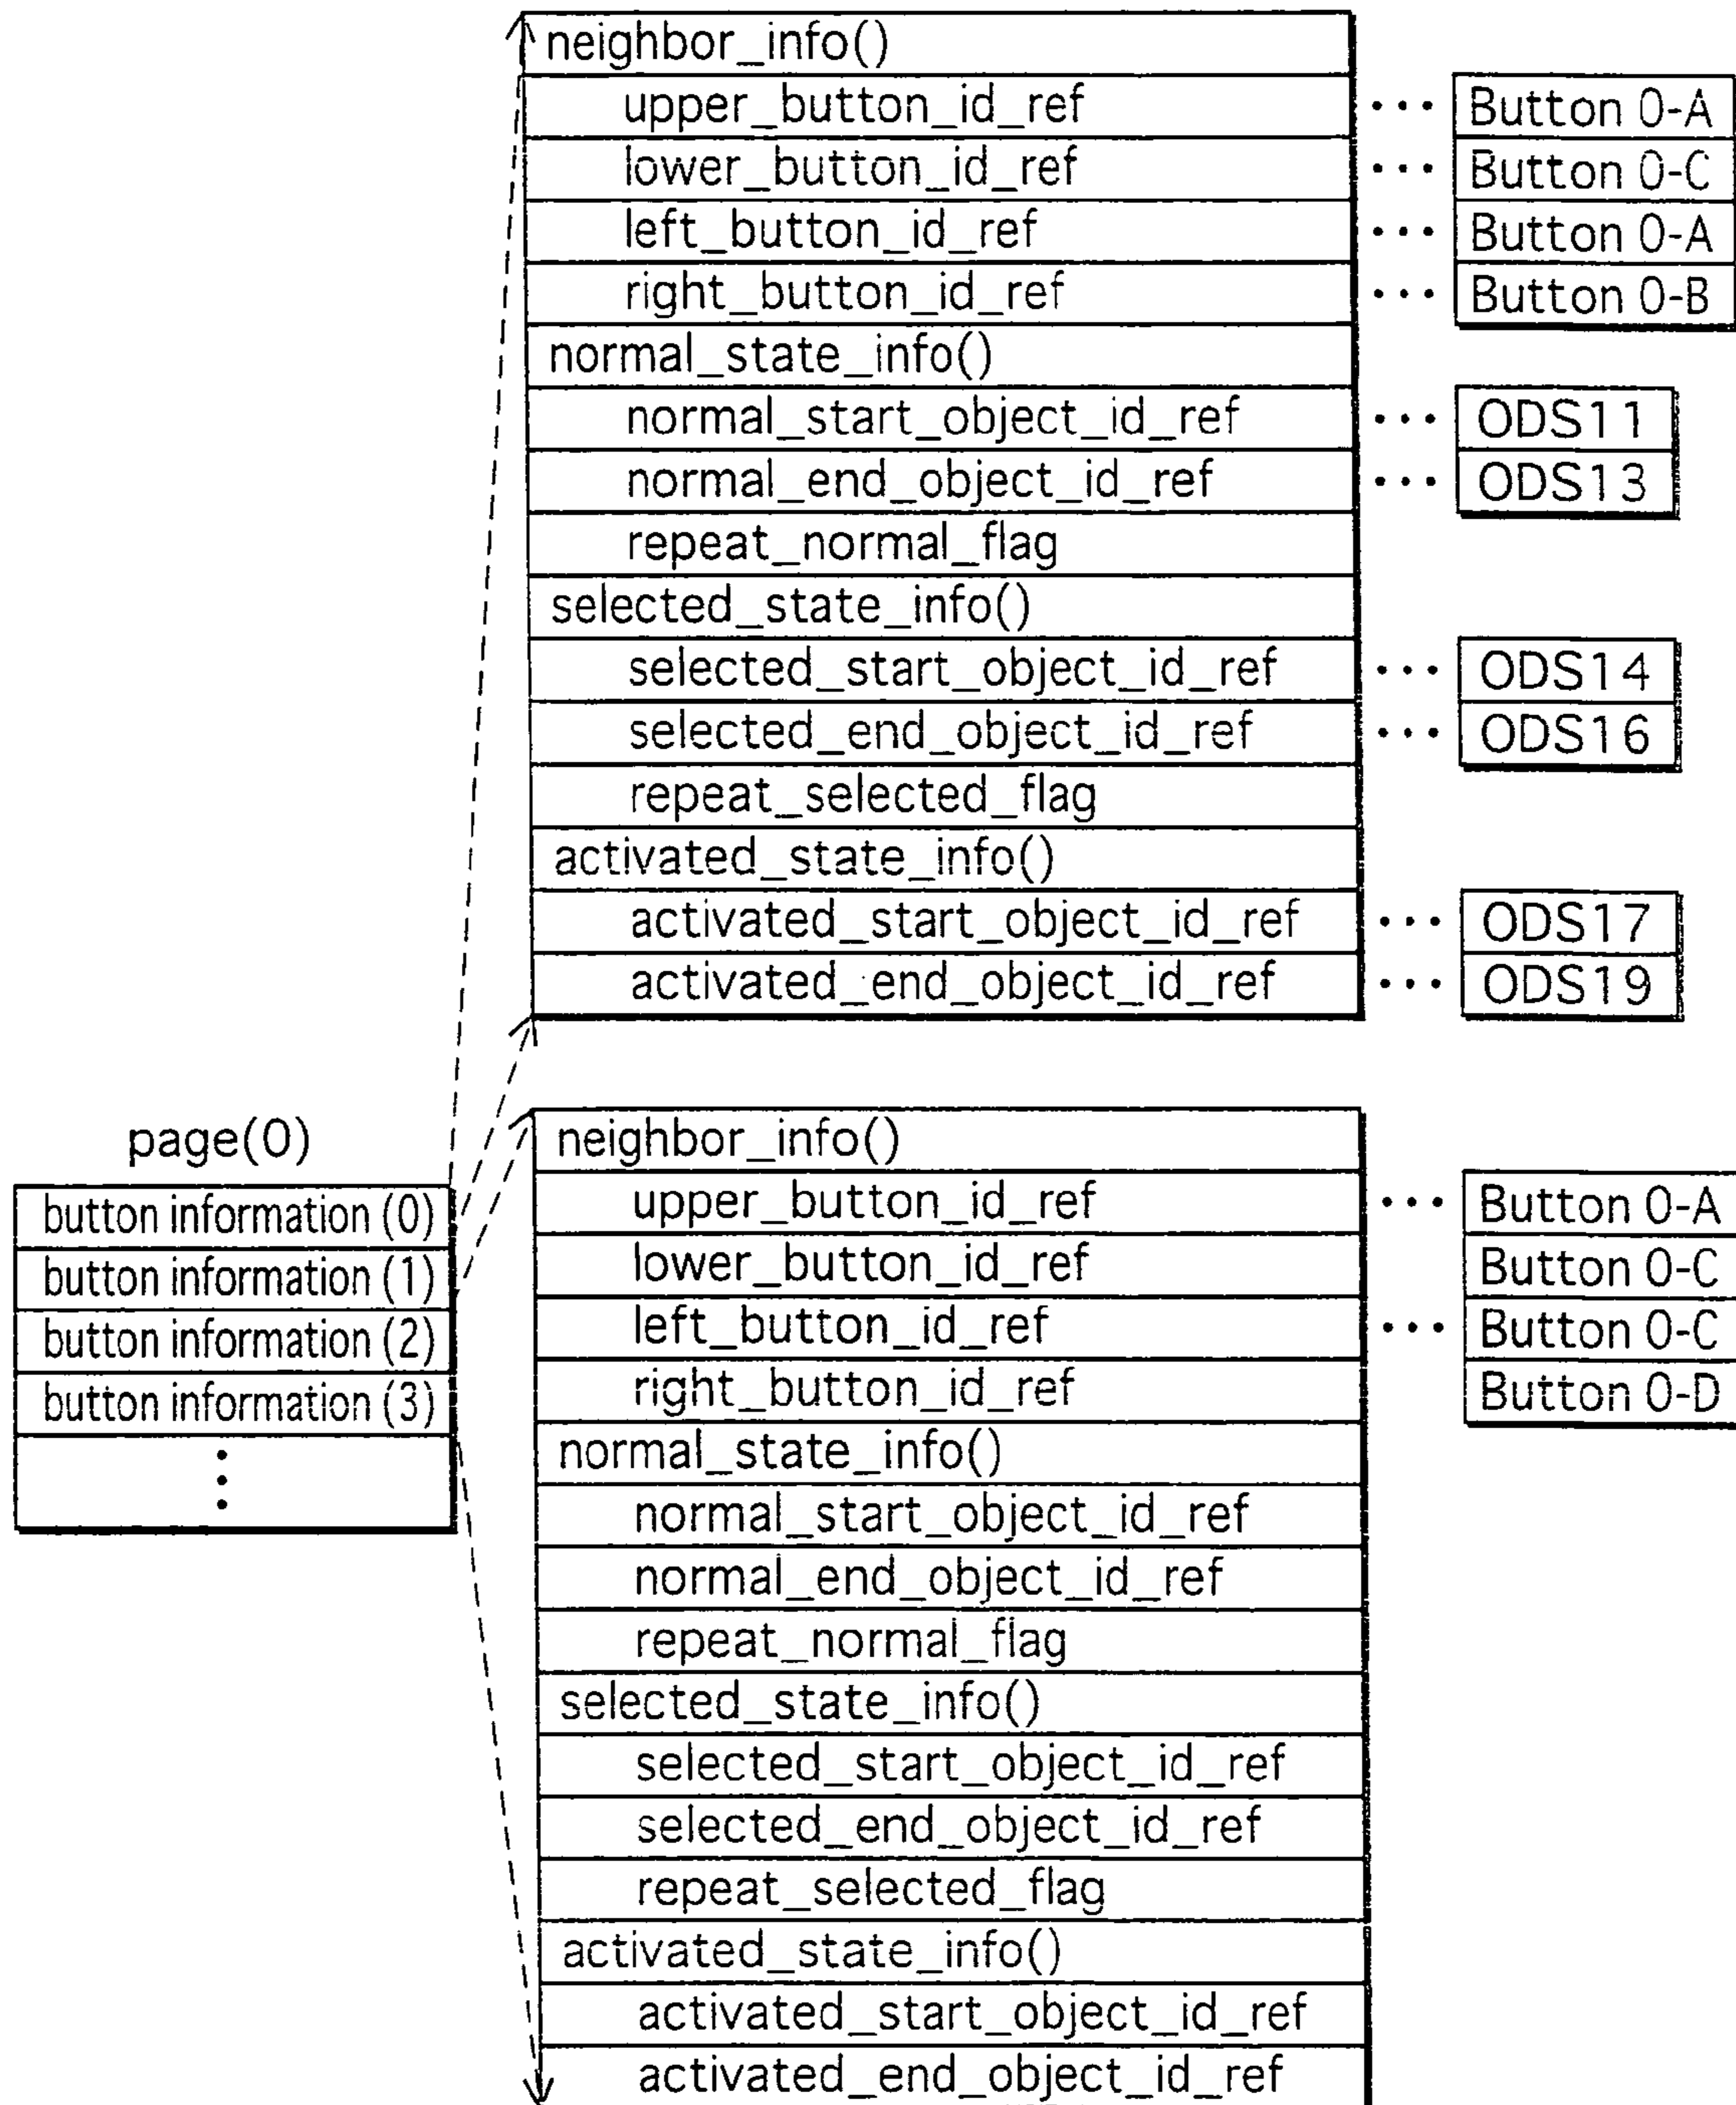 neighbor_info()
upper_button_id_ref ... Button 0-A
lower_button_id_ref ... Button 0-C
left_button_id_ref ... Button 0-A
right_button_id_ref ... Button 0-B
normal_state_info()
normal_start_object_id_ref ... ODS11
normal_end_object_id_ref ... ODS13
repeat_normal_flag
selected_state_info()
selected_start_object_id_ref ... ODS14
selected_end_object_id_ref ... ODS16
repeat_selected_flag
activated_state_info()
activated_start_object_id_ref ... ODS17
activated_end_object_id_ref ... ODS19
page(0)
button information (0)
button information (1)
button information (2)
button information (3)
neighbor_info()
upper_button_id_ref ... Button 0-A
lower_button_id_ref Button 0-C
left_button_id_ref ... Button 0-C
right_button_id_ref Button 0-D
normal_state_info()
normal_start_object_id_ref
normal_end_object_id_ref
repeat_normal_flag
selected_state_info()
selected_start_object_id_ref
selected_end_object_id_ref
repeat_selected_flag
activated_state_info()
activated_start_object_id_ref
activated_end_object_id_ref